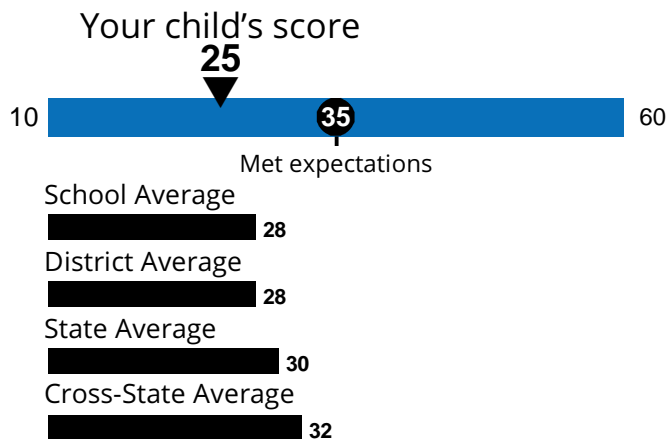 Your child’s score
25
10
35
60
Met expectations
School Average
28
District Average
28
State Average
30
Cross-State Average
32